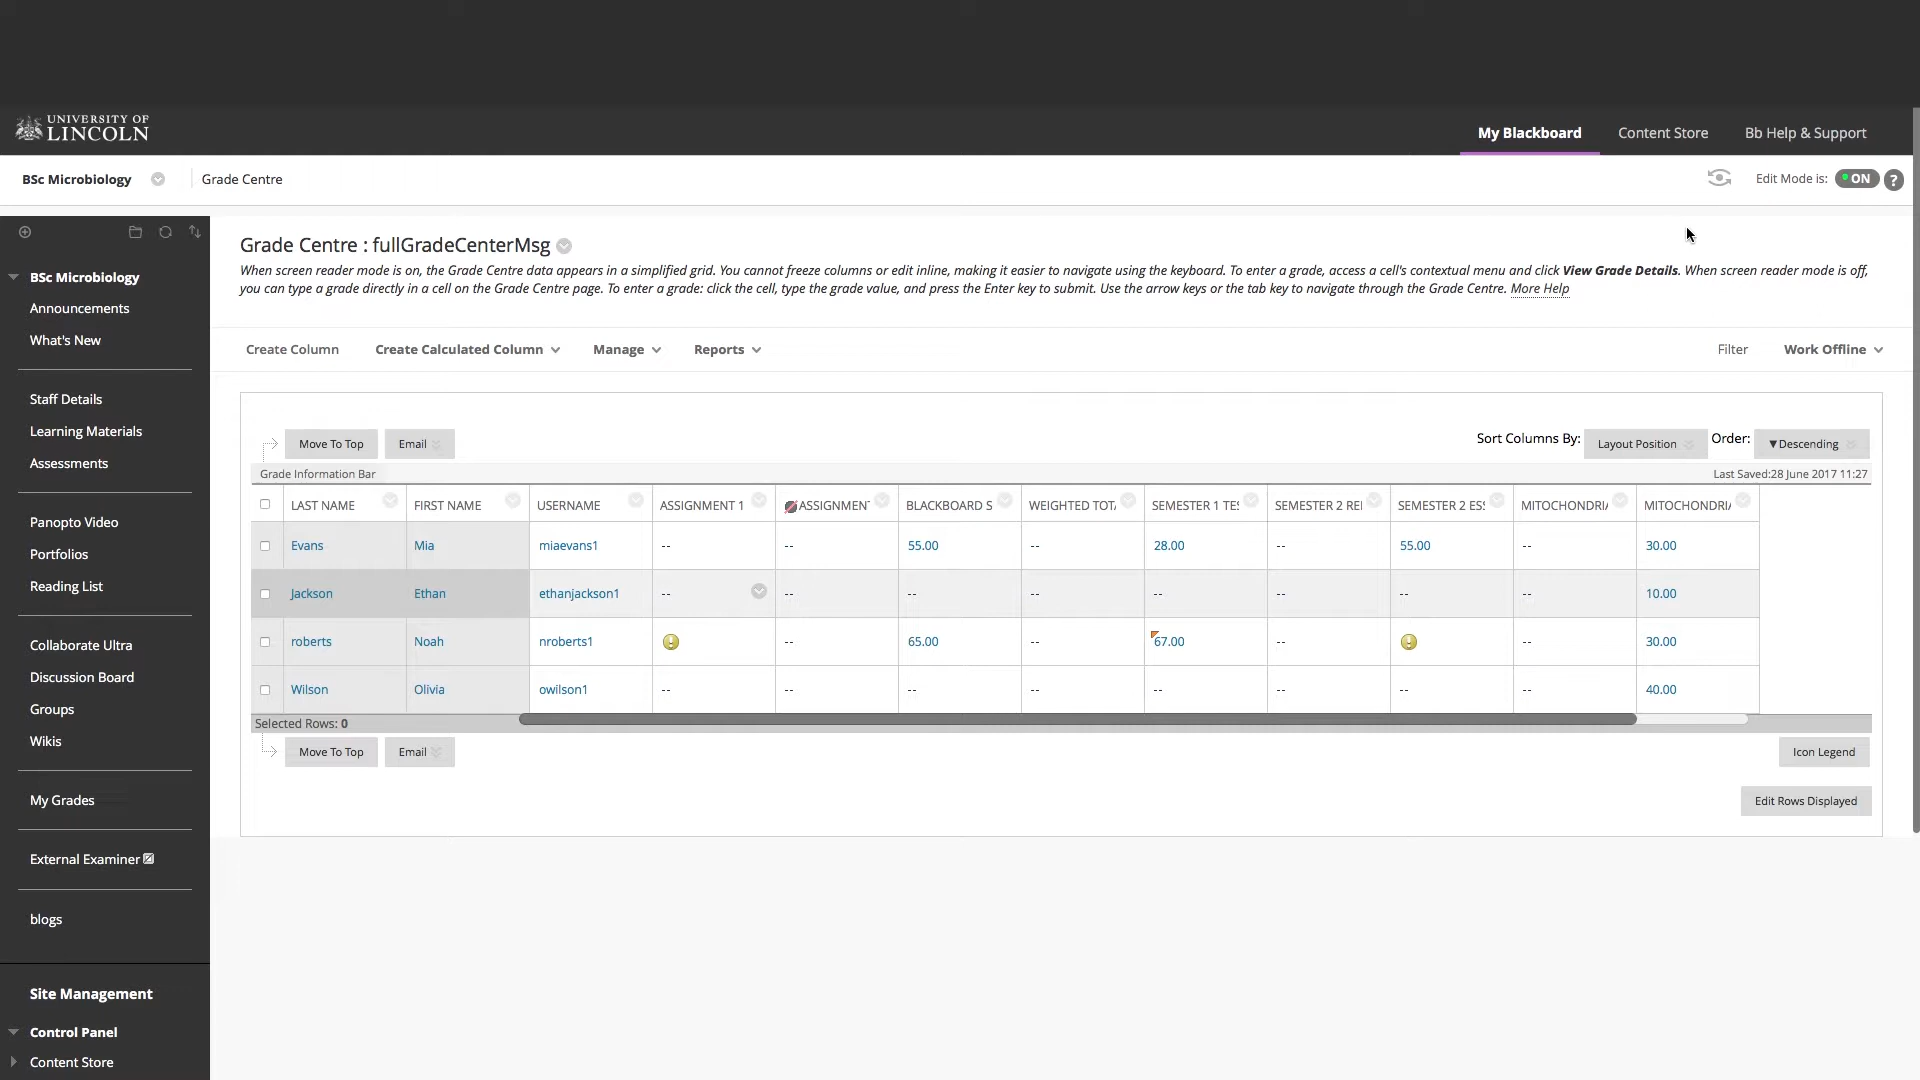 UNIVERSITY OF
LINCOLN
My Blackboard
Content Store
Bb Help & Support
BSc Microbiology
Grade Centre
Edit Mode is:
ON
?
BSc Microbiology
Announcements
What's New
Staff Details
Learning Materials
Assessments
Panopto Video
Portfolios
Reading List
Collaborate Ultra
Discussion Board
Groups
Wikis
My Grades
External Examiner
blogs
Site Management
Control Panel
Content Store
Grade Centre : fullGradeCenterMsg
When screen reader mode is on, the Grade Centre data appears in a simplified grid. You cannot freeze columns or edit inline, making it easier to navigate using the keyboard. To enter a grade, access a cell's contextual menu and click View Grade Details. When screen reader mode is off,
you can type a grade directly in a cell on the Grade Centre page. To enter a grade: click the cell, type the grade value, and press the Enter key to submit. Use the arrow keys or the tab key to navigate through the Grade Centre. More Help
Create Column
Create Calculated Column
Manage
Reports
Filter
Work Offline
Move To Top
Email
Sort Columns By:
Layout Position
Order:
▼Descending
Grade Information Bar
Last Saved:28 June 2017 11:27
LAST NAME FIRST NAME USERNAME ASSIGNMENT 1 ASSIGNMENT BLACKBOARD S WEIGHTED TOT SEMESTER 1 TES SEMESTER 2 REI SEMESTER 2 ESS MITOCHONDRIA MITOCHONDRIA
Evans Mia miaevans1 -- -- 55.00 -- 28.00 -- 55.00 -- 30.00
Jackson Ethan ethanjackson1 -- -- -- -- -- -- -- -- 10.00
roberts Noah nroberts1 -- 65.00 -- 67.00 -- -- 30.00
Wilson Olivia owilson1 -- -- -- -- -- -- -- -- 40.00
Selected Rows: 0
Move To Top
Email
Icon Legend
Edit Rows Displayed